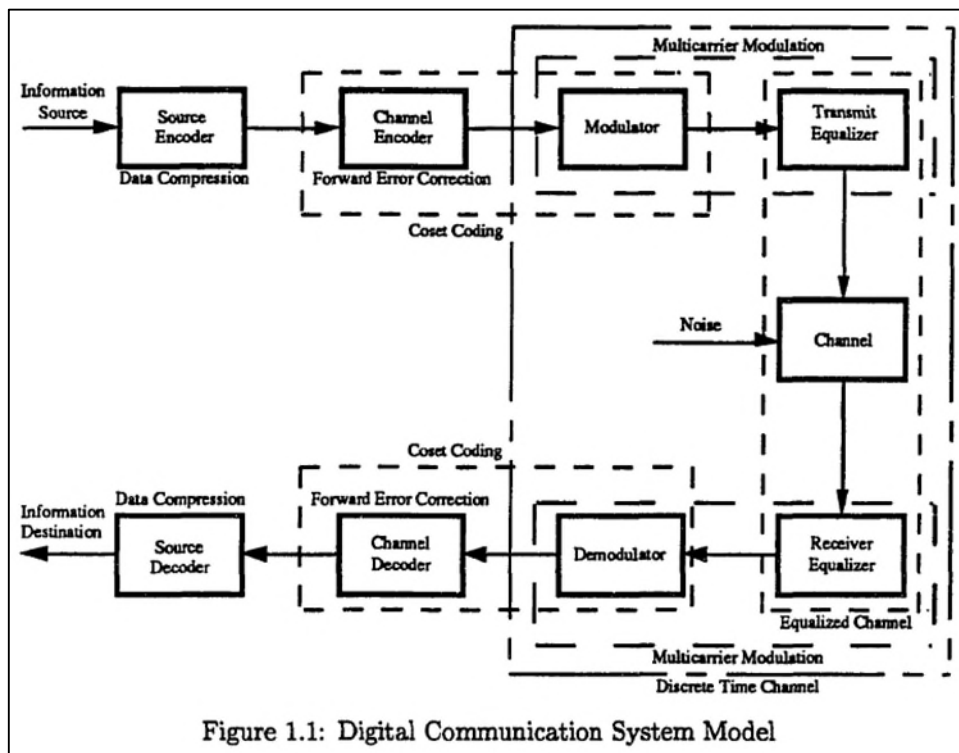 Multicarrier Modulation
Information
Source
Source
Encoder
Data Compression
Channel
Encoder
Forward Error Correction
Modulator
Transmit
Equalizer
Coset Coding
Noise
Channel
Coset Coding
Data Compression
Forward Error Correction
Information
Destination
Source
Decoder
Channel
Decoder
Demodulator
Receiver
Equalizer
Equalized Channel
Multicarrier Modulation
Discrete Time Channel
Figure 1.1: Digital Communication System Model